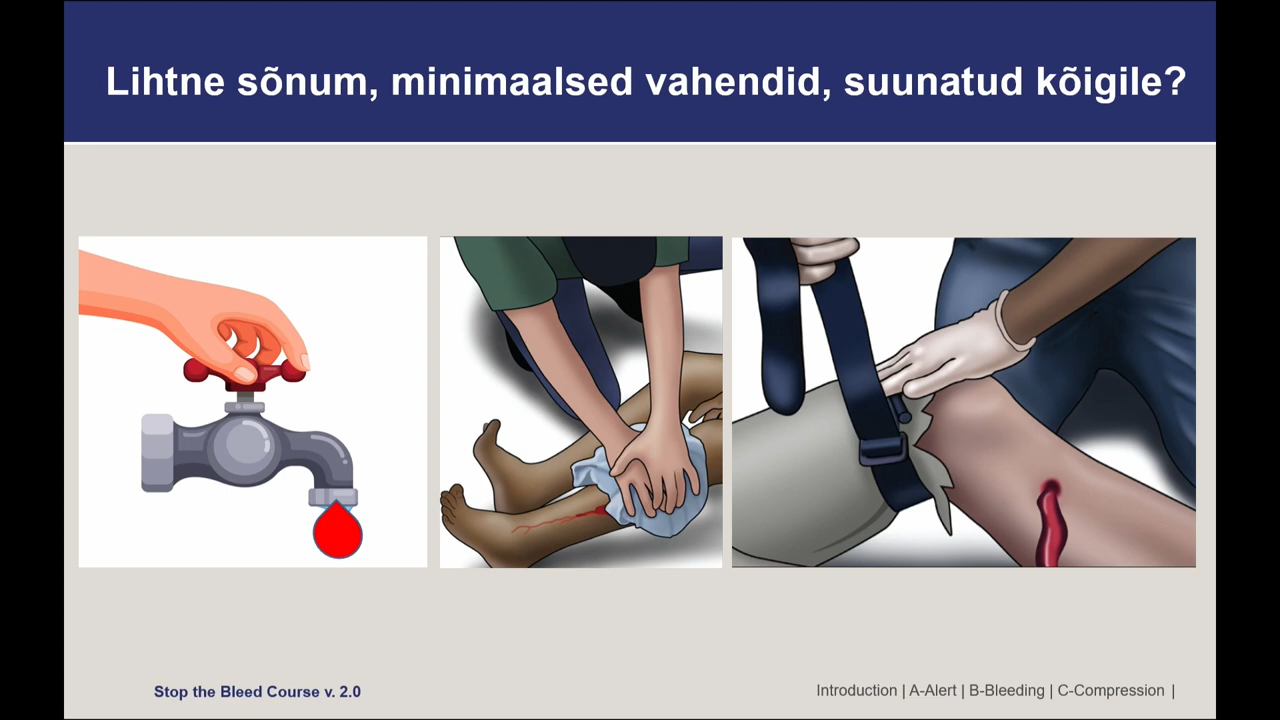 Lihtne sõnum, minimaalsed vahendid, suunatud kõigile?
Stop the Bleed Course v. 2.0
Introduction | A-Alert | B-Bleeding | C-Compression |